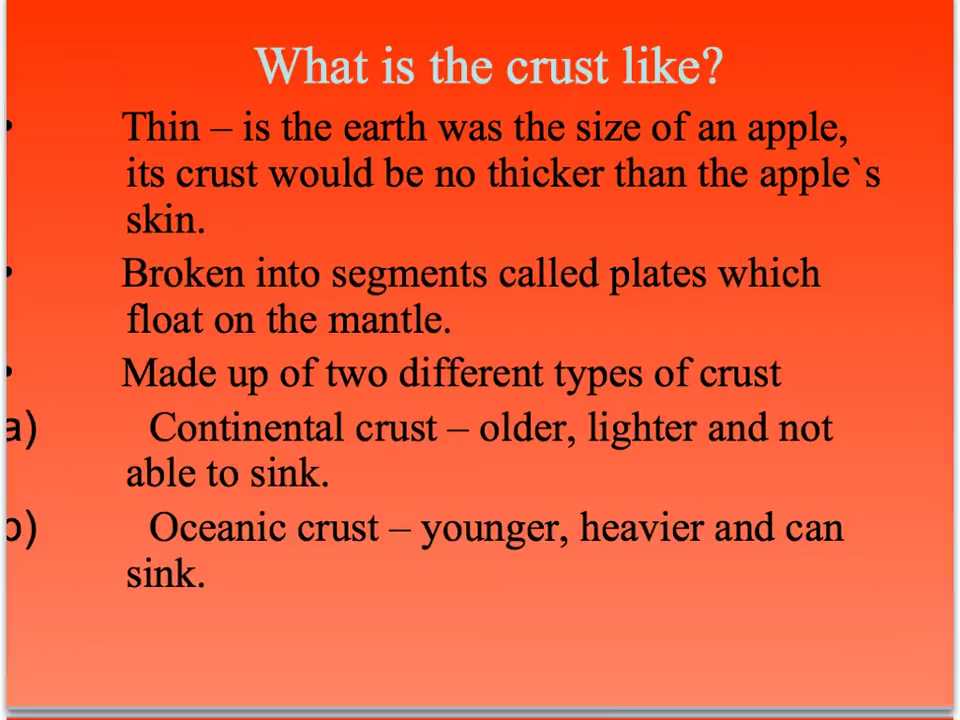 What is the crust like?
• Thin – is the earth was the size of an apple,
its crust would be no thicker than the apple`s
skin.
• Broken into segments called plates which
float on the mantle.
• Made up of two different types of crust
a) Continental crust – older, lighter and not
able to sink.
b) Oceanic crust – younger, heavier and can
sink.